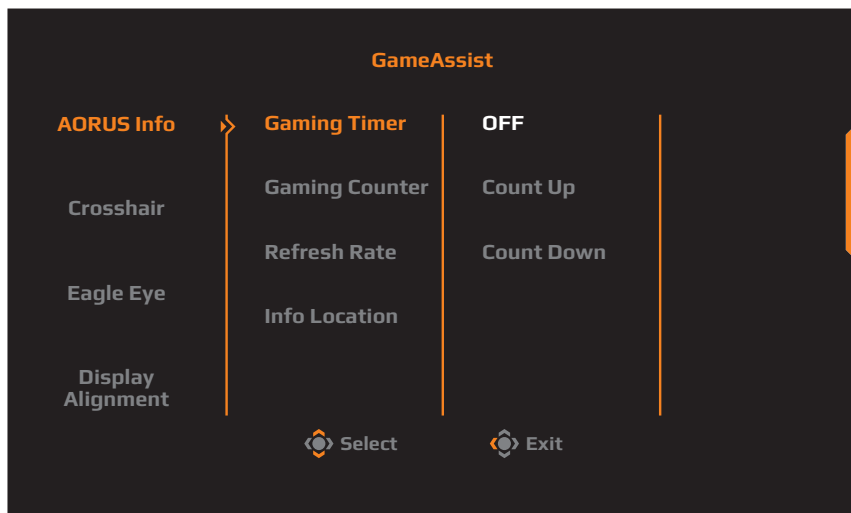 GameAssist
AORUS Info
Gaming Timer
OFF
Crosshair
Gaming Counter
Count Up
Refresh Rate
Count Down
Eagle Eye
Info Location
Display
Alignment
Select
Exit